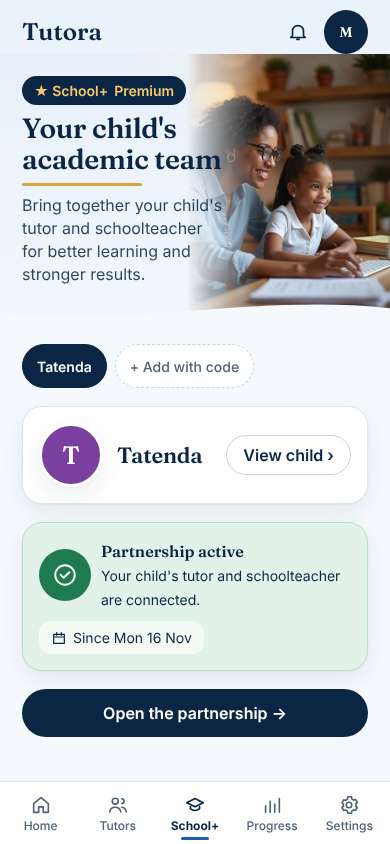 Tutora
M
★ School+ Premium
Your child's
academic team
Bring together your child's
tutor and schoolteacher
for better learning and
stronger results.
Tatenda
+ Add with code
T
Tatenda
View child ›
Partnership active
Your child's tutor and schoolteacher
are connected.
Since Mon 16 Nov
Open the partnership →
Home
Tutors
School+
Progress
Settings